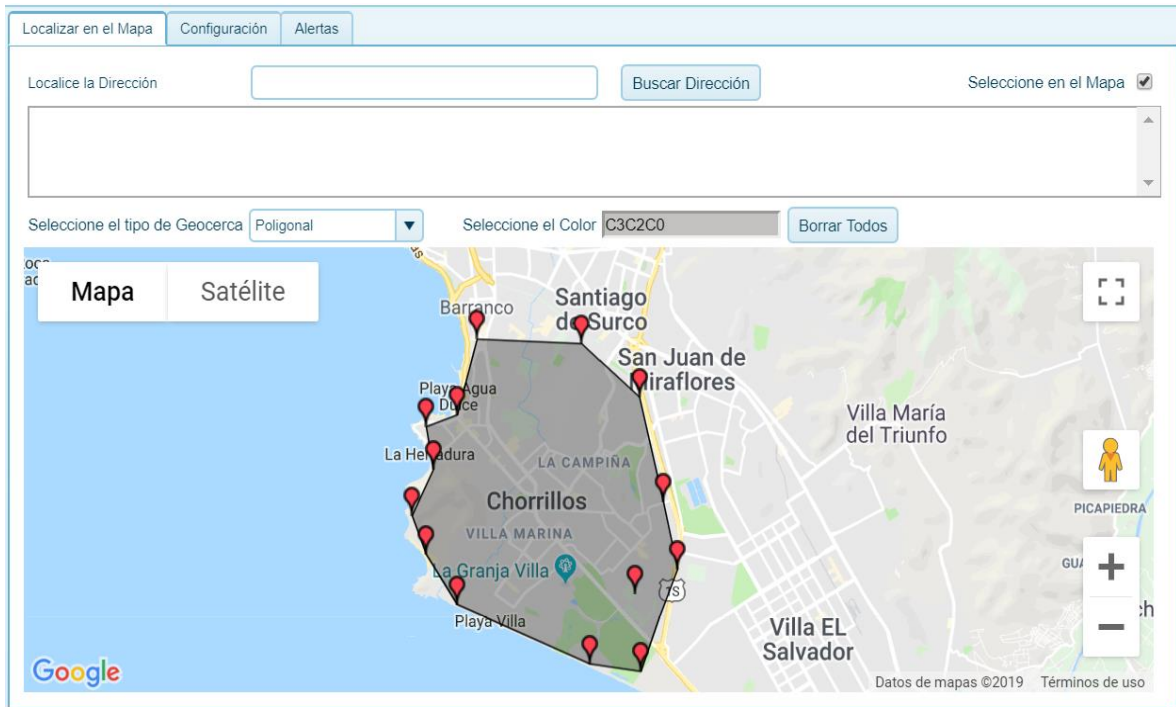 Localizar en el Mapa Configuración Alertas
Localice la Dirección Buscar Dirección Seleccione en el Mapa
Seleccione el tipo de Geocerca Poligonal Seleccione el Color C3C2C0 Borrar Todos
Mapa Satélite
Barranco
Santiago
de Surco
San Juan de
Miraflores
Playa Agua
Dulce
Villa María
del Triunfo
La Herradura
LA CAMPIÑA
Chorrillos
PICAPIEDRA
VILLA MARINA
La Granja Villa
1S
Playa Villa
Villa EL
Salvador
Google
Datos de mapas ©2019 Términos de uso